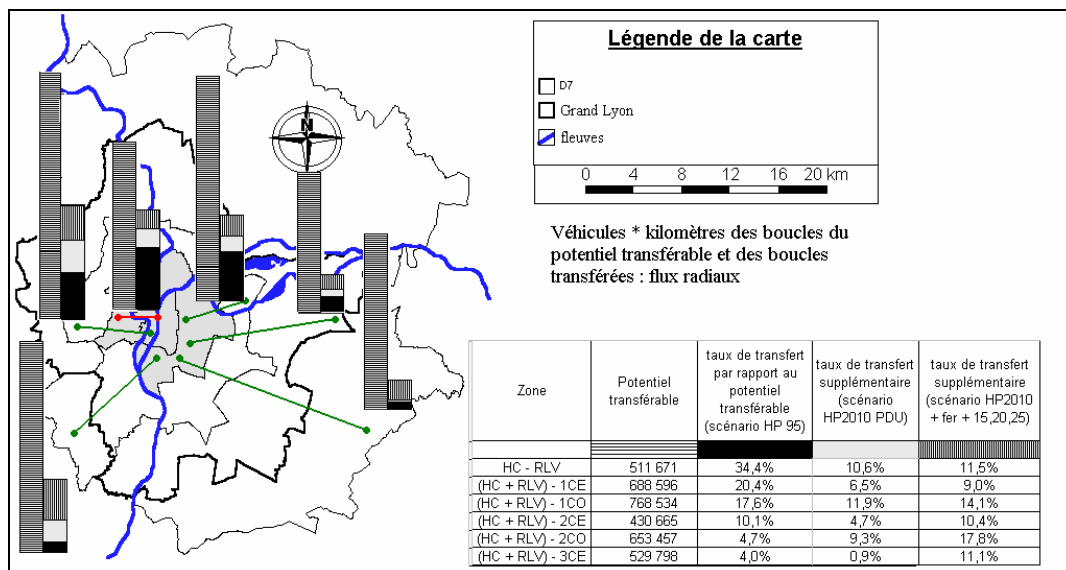 Légende de la carte
D7
Grand Lyon
fleuves
0 4 8 12 16 20 km
N
Véhicules * kilomètres des boucles du
potentiel transférable et des boucles
transférées : flux radiaux
Zone
Potentiel
transférable
taux de transfert
par rapport au
potentiel
transférable
(scénario HP 95)
taux de transfert
supplémentaire
(scénario
HP2010 PDU)
taux de transfert
supplémentaire
(scénario HP2010
+ fer + 15,20,25)
HC - RLV 511 671 34,4% 10,6% 11,5%
(HC + RLV) - 1CE 688 596 20,4% 6,5% 9,0%
(HC + RLV) - 1CO 768 534 17,6% 11,9% 14,1%
(HC + RLV) - 2CE 430 665 10,1% 4,7% 10,4%
(HC + RLV) - 2CO 653 457 4,7% 9,3% 17,8%
(HC + RLV) - 3CE 529 798 4,0% 0,9% 11,1%